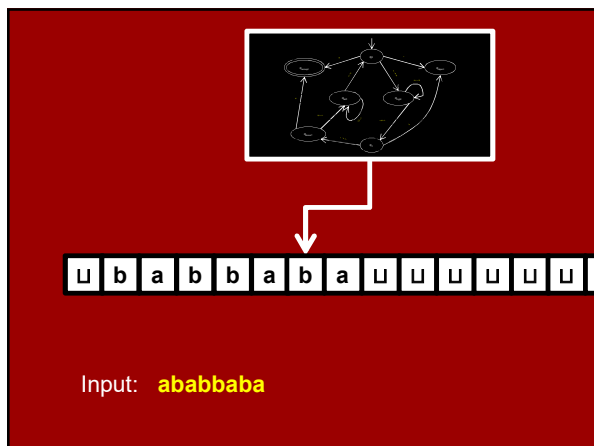 ⊔ b a b b a b a ⊔ ⊔ ⊔ ⊔ ⊔ ⊔
Input: ababbaba